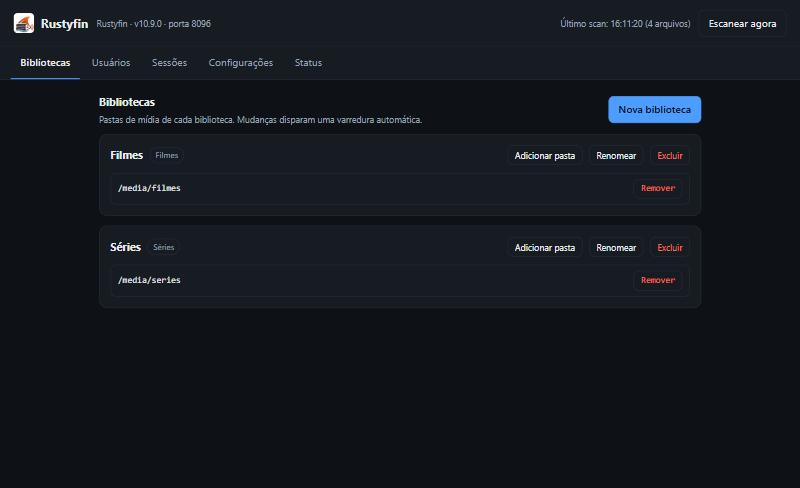 Rustyfin Rustyfin · v10.9.0 · porta 8096 Último scan: 16:11:20 (4 arquivos) Escanear agora
Bibliotecas Usuários Sessões Configurações Status
Bibliotecas
Pastas de mídia de cada biblioteca. Mudanças disparam uma varredura automática.
Nova biblioteca
Filmes Filmes Adicionar pasta Renomear Excluir
/media/filmes Remover
Séries Séries Adicionar pasta Renomear Excluir
/media/series Remover